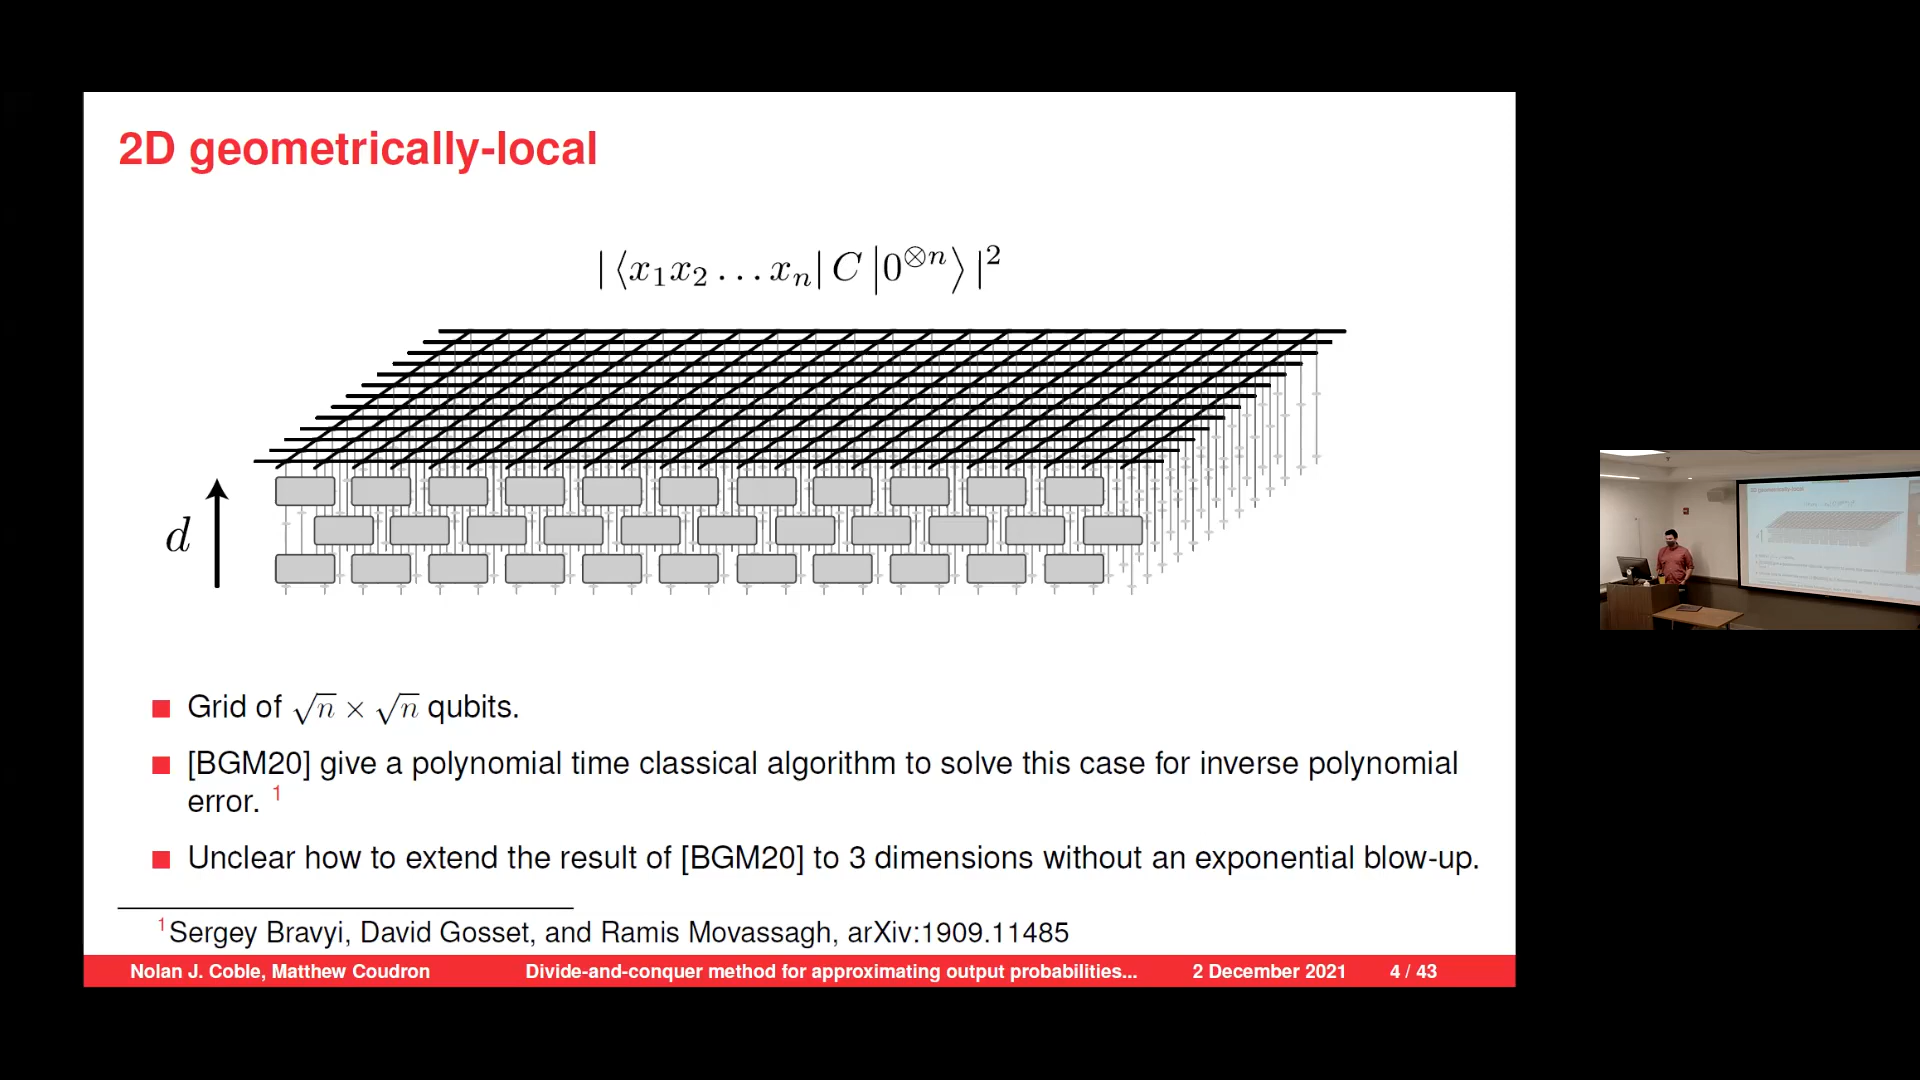 2D geometrically-local
|⟨x₁x₂…xₙ| C |0^{⊗n}⟩|²
d
Grid of √n × √n qubits.
[BGM20] give a polynomial time classical algorithm to solve this case for inverse polynomial
error. ¹
Unclear how to extend the result of [BGM20] to 3 dimensions without an exponential blow-up.
¹Sergey Bravyi, David Gosset, and Ramis Movassagh, arXiv:1909.11485
Nolan J. Coble, Matthew Coudron Divide-and-conquer method for approximating output probabilities... 2 December 2021 4 / 43
2D geometrically-local